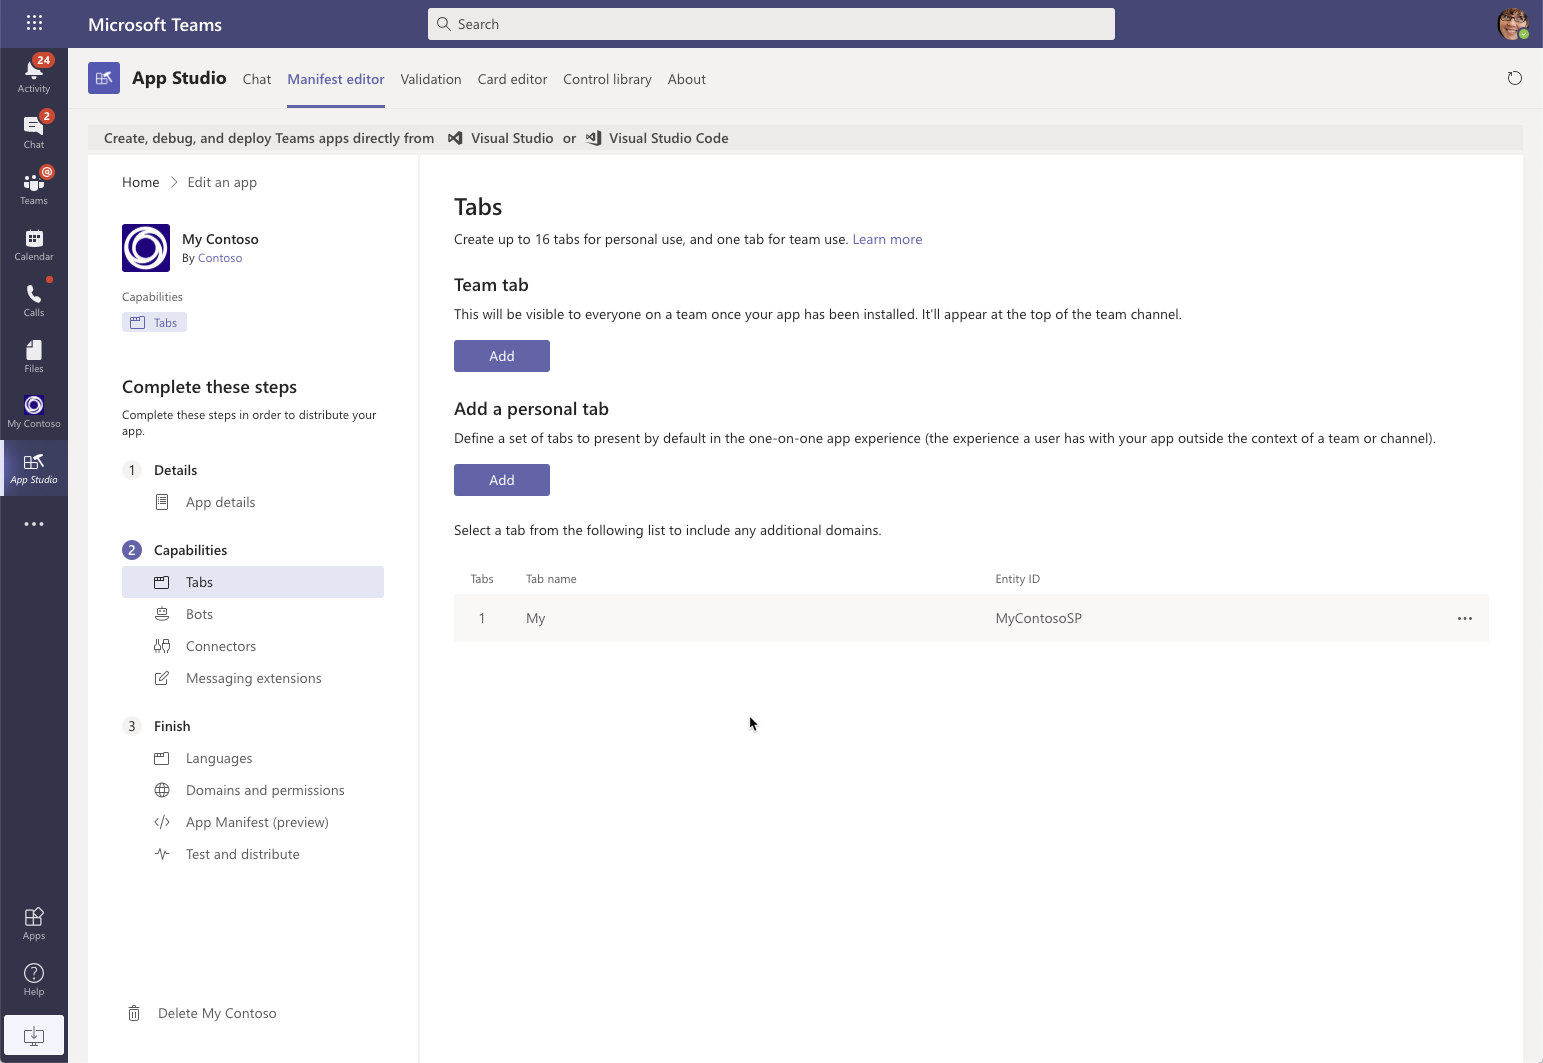 Microsoft Teams
Search
24
Activity
2
Chat
@
Teams
Calendar
Calls
Files
My Contoso
App Studio
Apps
Help
App Studio
Chat
Manifest editor
Validation
Card editor
Control library
About
Create, debug, and deploy Teams apps directly from Visual Studio or Visual Studio Code
Home > Edit an app
My Contoso
By Contoso
Capabilities
Tabs
Complete these steps
Complete these steps in order to distribute your
app.
1 Details
App details
2 Capabilities
Tabs
Bots
Connectors
Messaging extensions
3 Finish
Languages
Domains and permissions
App Manifest (preview)
Test and distribute
Delete My Contoso
Tabs
Create up to 16 tabs for personal use, and one tab for team use. Learn more
Team tab
This will be visible to everyone on a team once your app has been installed. It'll appear at the top of the team channel.
Add
Add a personal tab
Define a set of tabs to present by default in the one-on-one app experience (the experience a user has with your app outside the context of a team or channel).
Add
Select a tab from the following list to include any additional domains.
Tabs Tab name Entity ID
1 My MyContosoSP